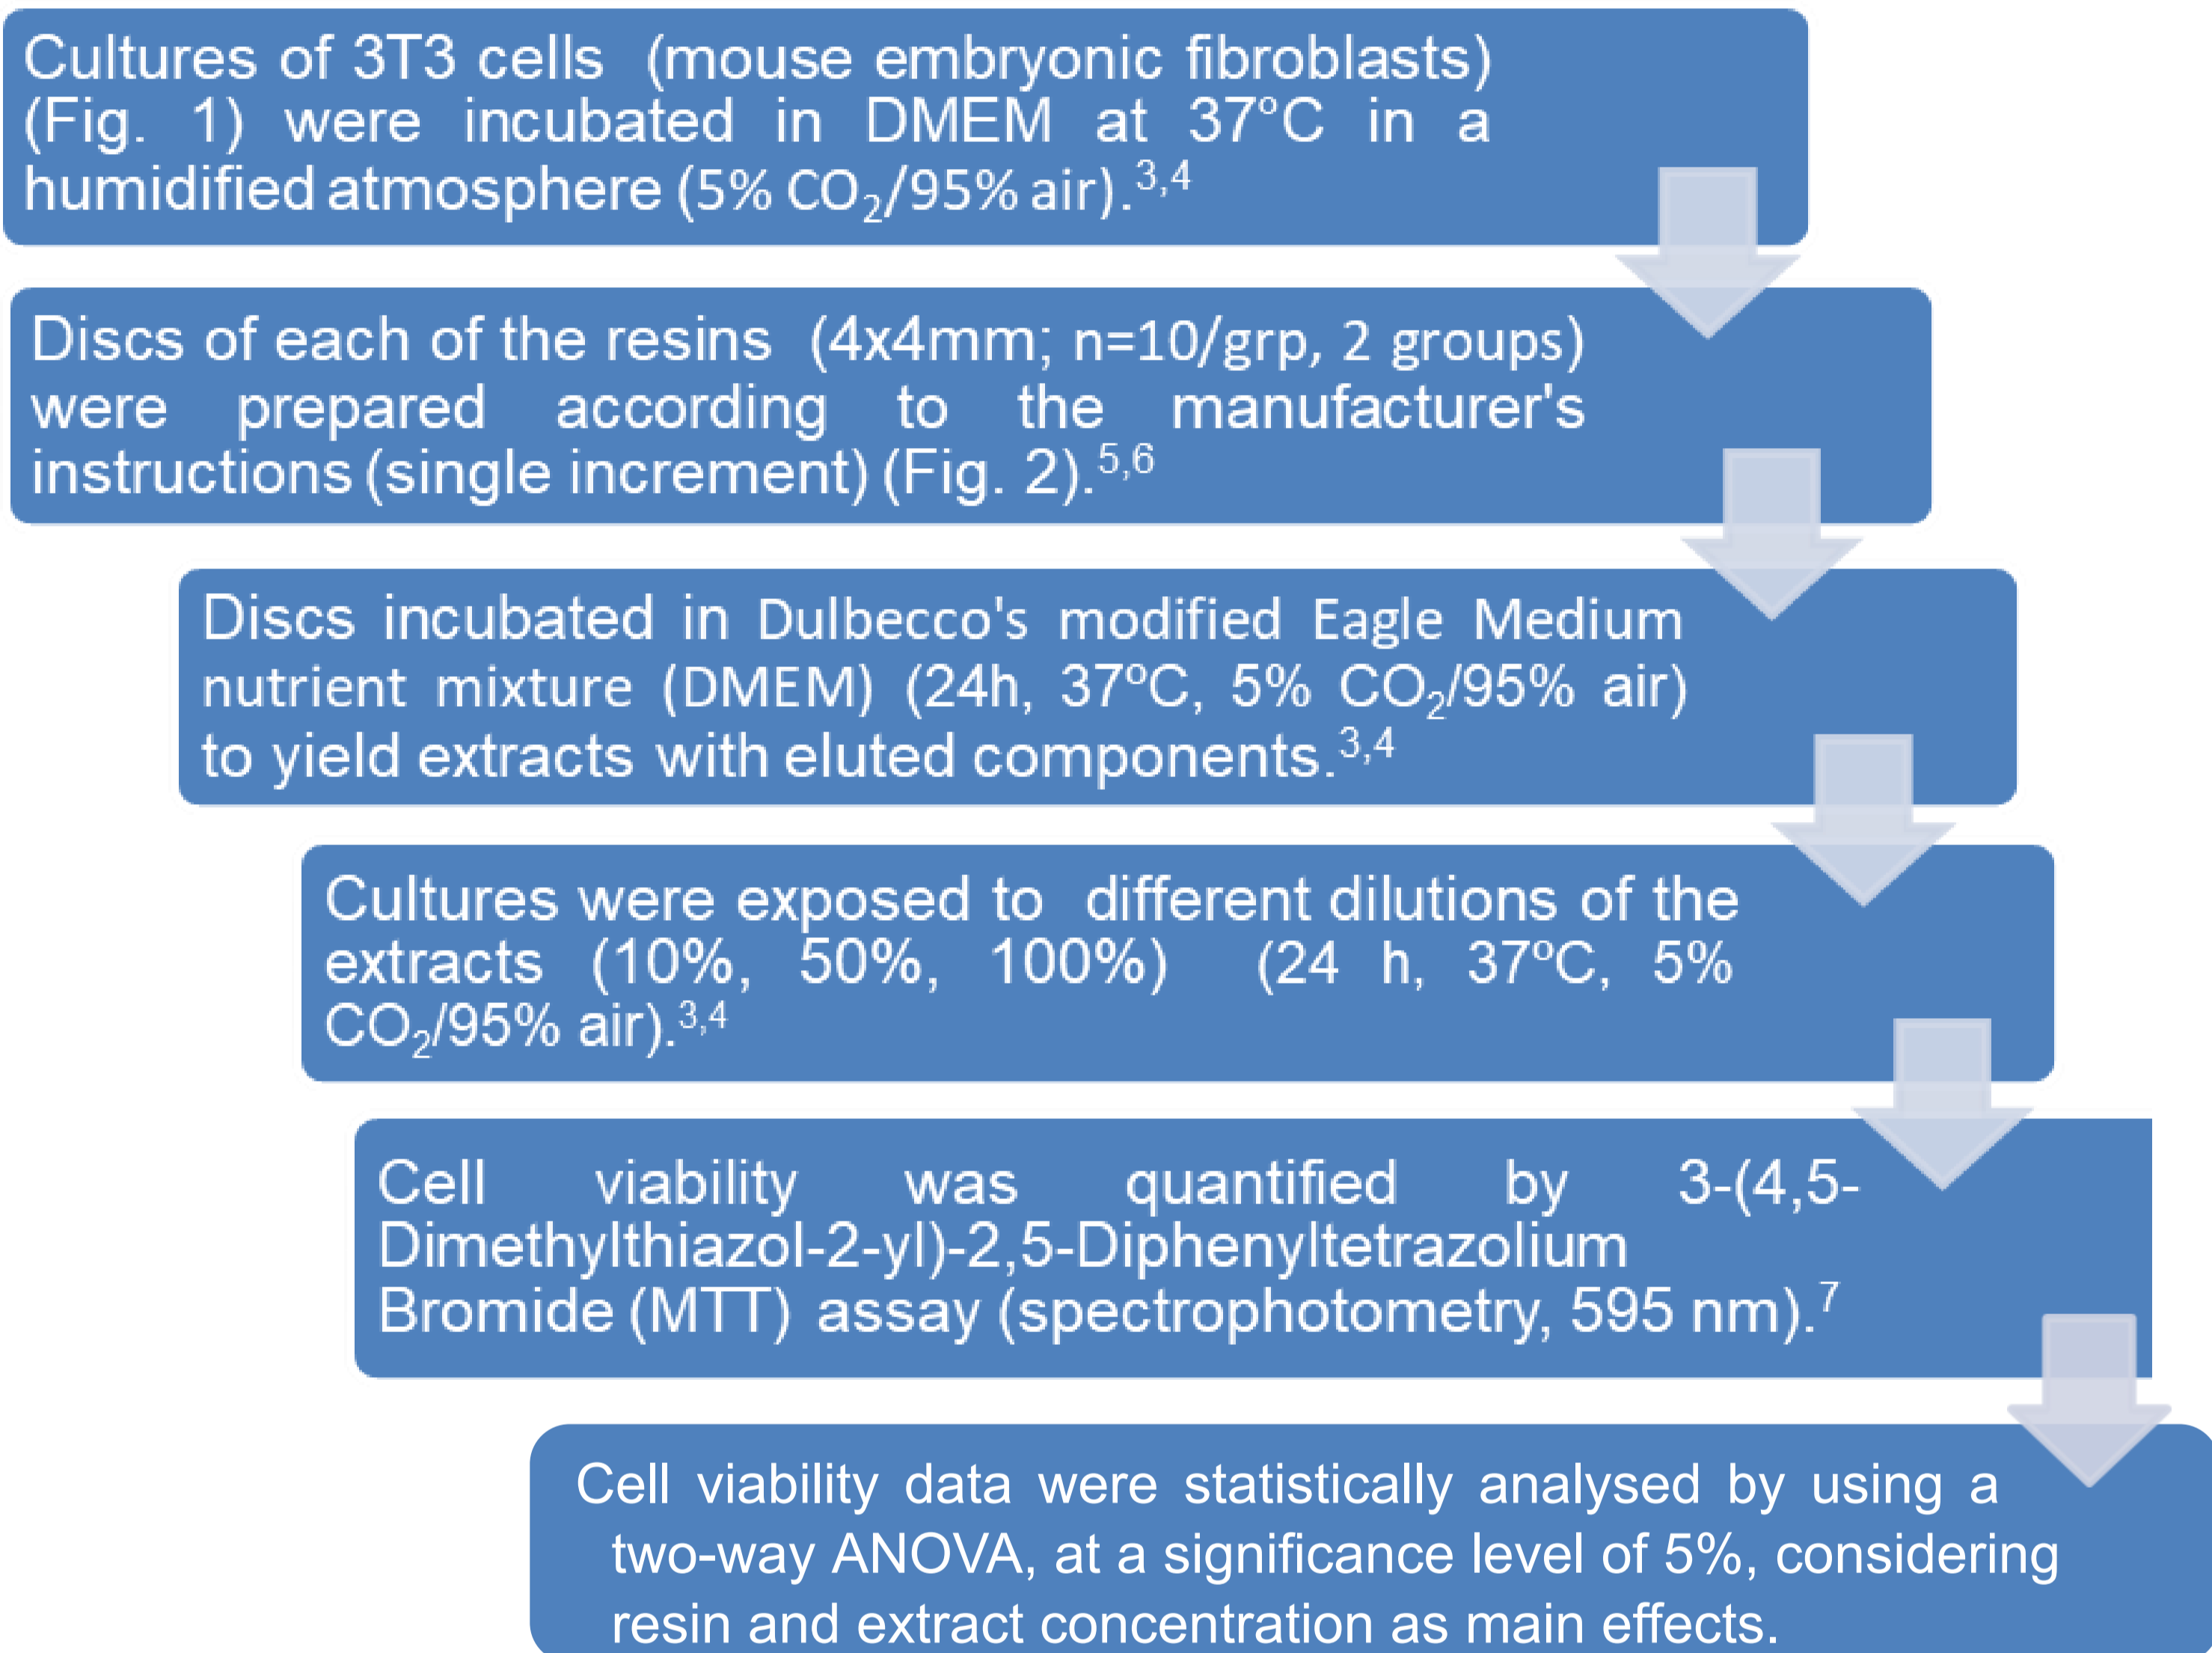 Cultures of 3T3 cells (mouse embryonic fibroblasts)
(Fig. 1) were incubated in DMEM at 37ºC in a
humidified atmosphere (5% CO₂/95% air).³,⁴
Discs of each of the resins (4x4mm; n=10/grp, 2 groups)
were prepared according to the manufacturer's
instructions (single increment) (Fig. 2).⁵,⁶
Discs incubated in Dulbecco's modified Eagle Medium
nutrient mixture (DMEM) (24h, 37ºC, 5% CO₂/95% air)
to yield extracts with eluted components.³,⁴
Cultures were exposed to different dilutions of the
extracts (10%, 50%, 100%) (24 h, 37ºC, 5%
CO₂/95% air).³,⁴
Cell viability was quantified by 3-(4,5-
Dimethylthiazol-2-yl)-2,5-Diphenyltetrazolium
Bromide (MTT) assay (spectrophotometry, 595 nm).⁷
Cell viability data were statistically analysed by using a
two-way ANOVA, at a significance level of 5%, considering
resin and extract concentration as main effects.